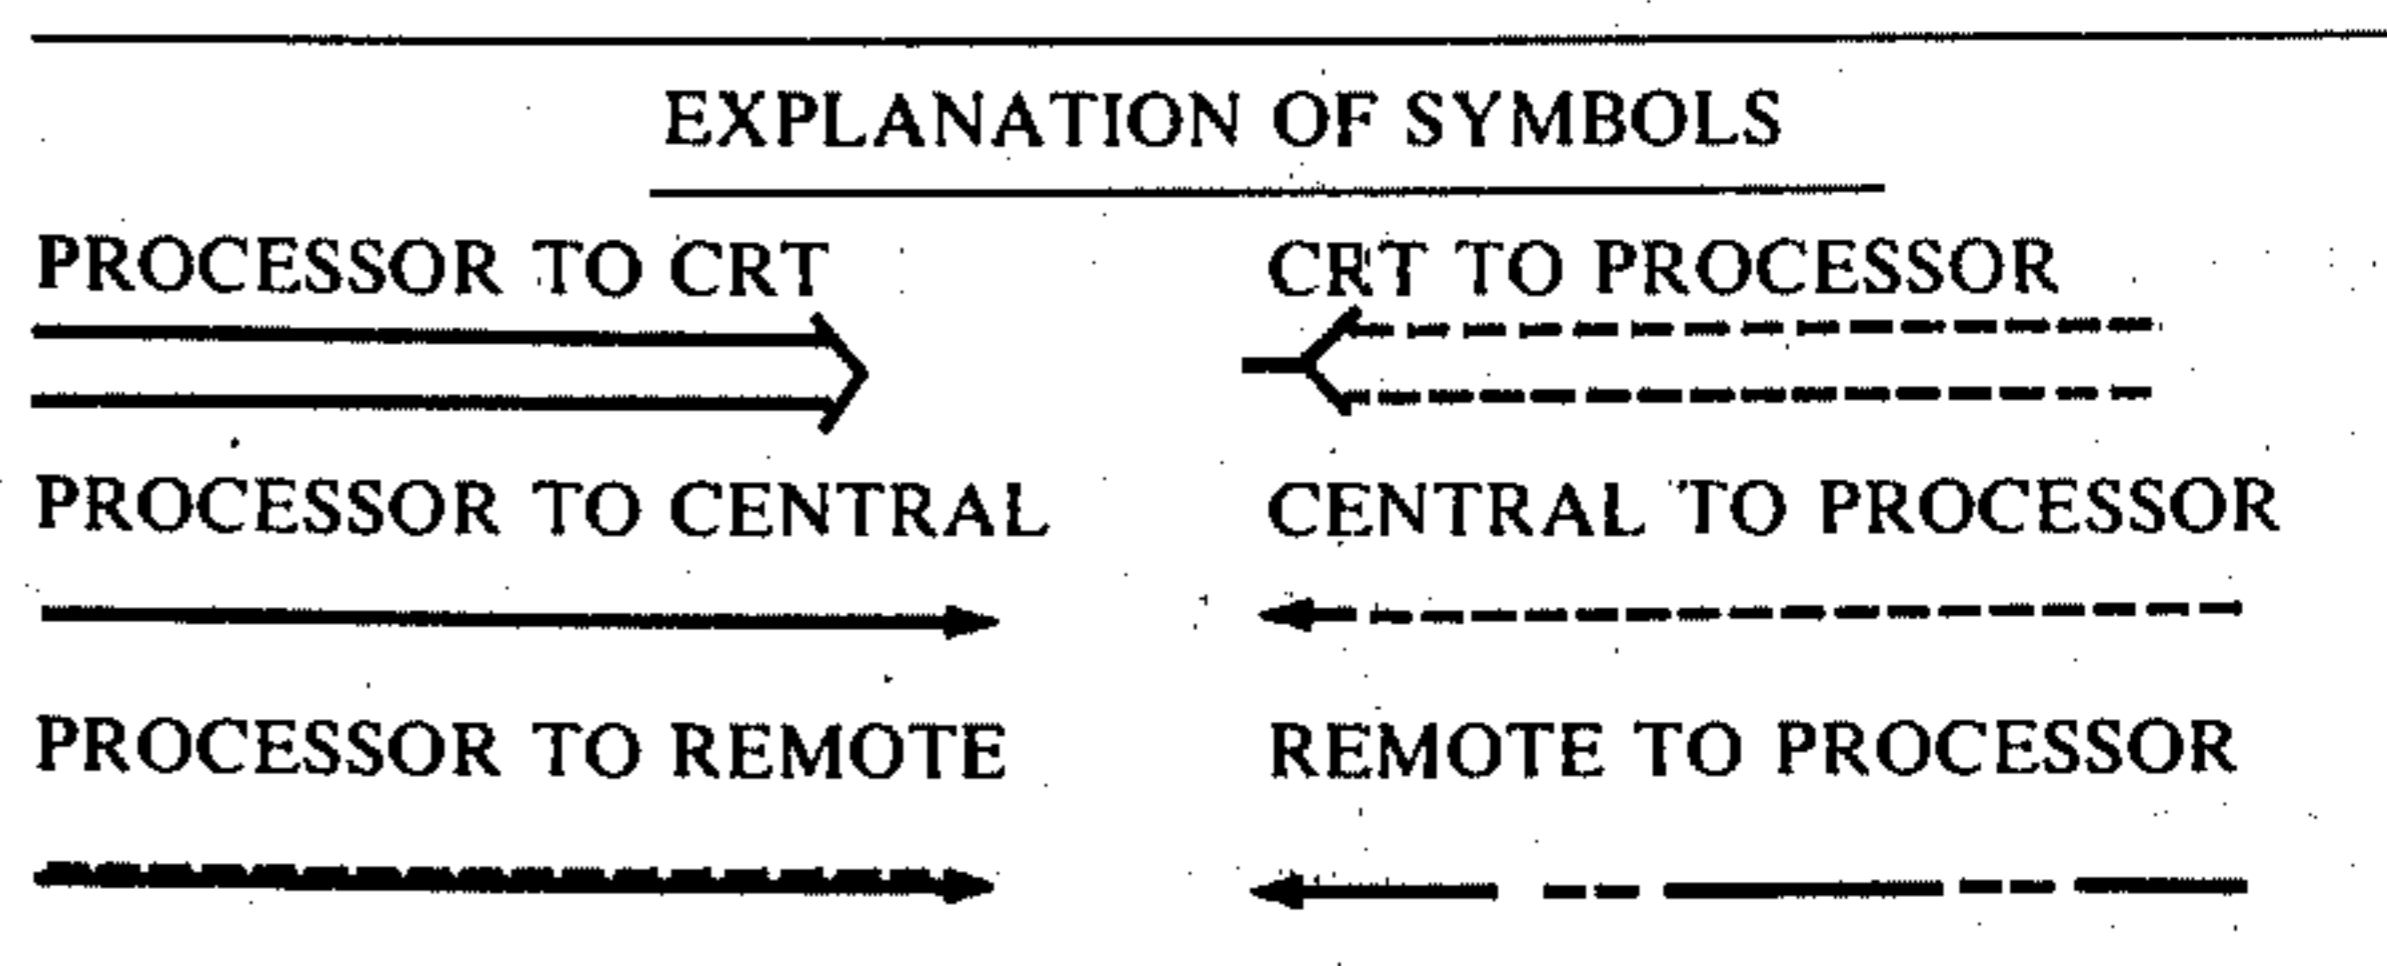 EXPLANATION OF SYMBOLS
PROCESSOR TO CRT
CRT TO PROCESSOR
PROCESSOR TO CENTRAL
CENTRAL TO PROCESSOR
PROCESSOR TO REMOTE
REMOTE TO PROCESSOR